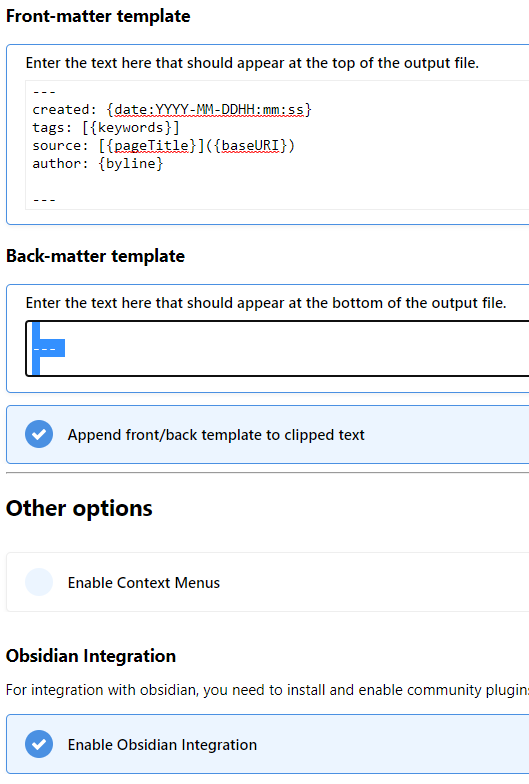 Front-matter template
Enter the text here that should appear at the top of the output file.
---
created: {date:YYYY-MM-DDHH:mm:ss}
tags: [{keywords}]
source: [{pageTitle}]({baseURI})
author: {byline}
---
Back-matter template
Enter the text here that should appear at the bottom of the output file.
---
Append front/back template to clipped text
Other options
Enable Context Menus
Obsidian Integration
For integration with obsidian, you need to install and enable community plugin
Enable Obsidian Integration